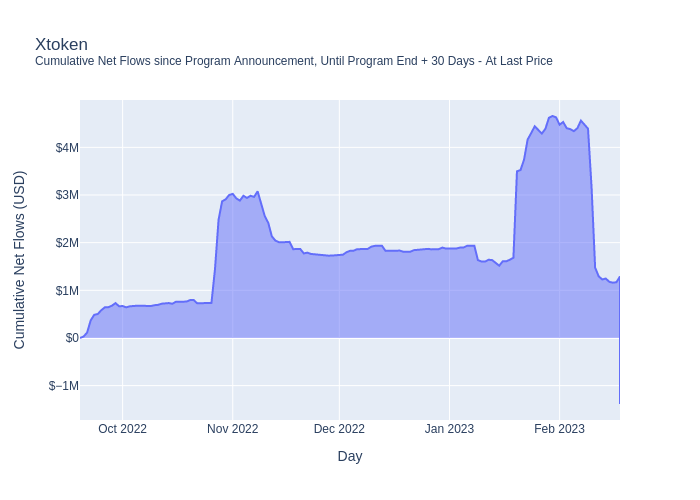 Xtoken
Cumulative Net Flows since Program Announcement, Until Program End + 30 Days - At Last Price
Cumulative Net Flows (USD)
$4M
$3M
$2M
$1M
$0
$−1M
Oct 2022
Nov 2022
Dec 2022
Jan 2023
Feb 2023
Day